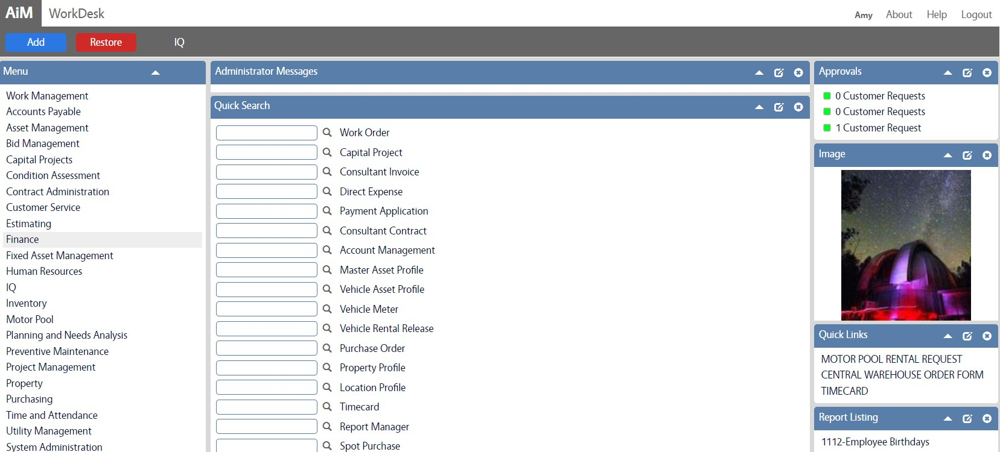 AiM WorkDesk
Amy About Help Logout
Add Restore IQ
Menu
Work Management
Accounts Payable
Asset Management
Bid Management
Capital Projects
Condition Assessment
Contract Administration
Customer Service
Estimating
Finance
Fixed Asset Management
Human Resources
IQ
Inventory
Motor Pool
Planning and Needs Analysis
Preventive Maintenance
Project Management
Property
Purchasing
Time and Attendance
Utility Management
System Administration
Administrator Messages
Quick Search
Work Order
Capital Project
Consultant Invoice
Direct Expense
Payment Application
Consultant Contract
Account Management
Master Asset Profile
Vehicle Asset Profile
Vehicle Meter
Vehicle Rental Release
Purchase Order
Property Profile
Location Profile
Timecard
Report Manager
Spot Purchase
Approvals
0 Customer Requests
0 Customer Requests
1 Customer Request
Image
Quick Links
MOTOR POOL RENTAL REQUEST
CENTRAL WAREHOUSE ORDER FORM
TIMECARD
Report Listing
1112-Employee Birthdays